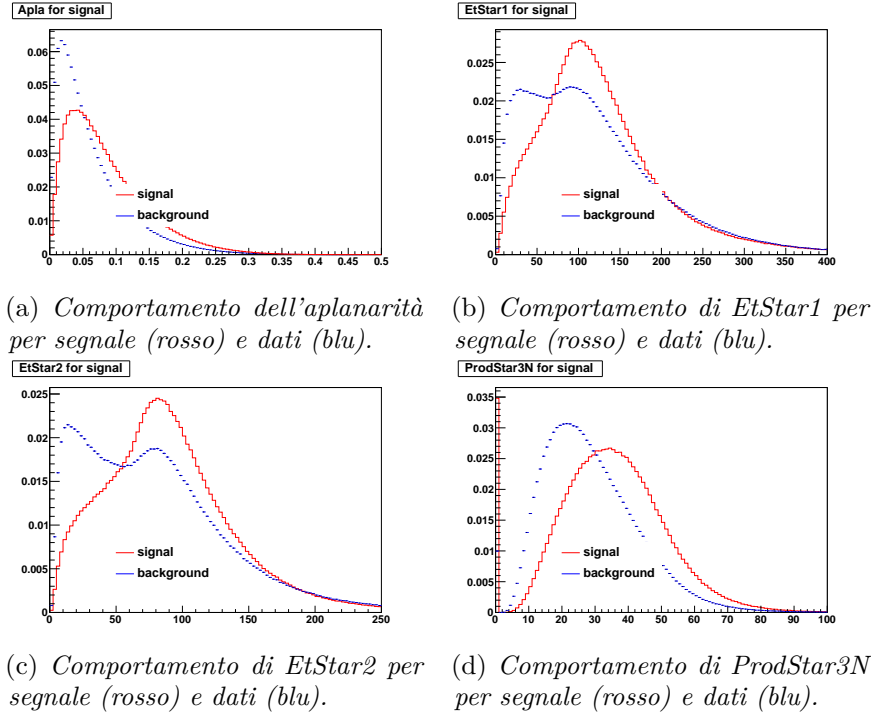 Apla for signal
0.06
0.05
0.04
0.03
0.02
0.01
0
0 0.05 0.1 0.15 0.2 0.25 0.3 0.35 0.4 0.45 0.5
signal
background
EtStar1 for signal
0.025
0.02
0.015
0.01
0.005
0
0 50 100 150 200 250 300 350 400
signal
background
(a) Comportamento dell'aplanarità
per segnale (rosso) e dati (blu).
(b) Comportamento di EtStar1 per
segnale (rosso) e dati (blu).
EtStar2 for signal
0.025
0.02
0.015
0.01
0.005
0
0 50 100 150 200 250
signal
background
ProdStar3N for signal
0.035
0.03
0.025
0.02
0.015
0.01
0.005
0
0 10 20 30 40 50 60 70 80 90 100
signal
background
(c) Comportamento di EtStar2 per
segnale (rosso) e dati (blu).
(d) Comportamento di ProdStar3N
per segnale (rosso) e dati (blu).